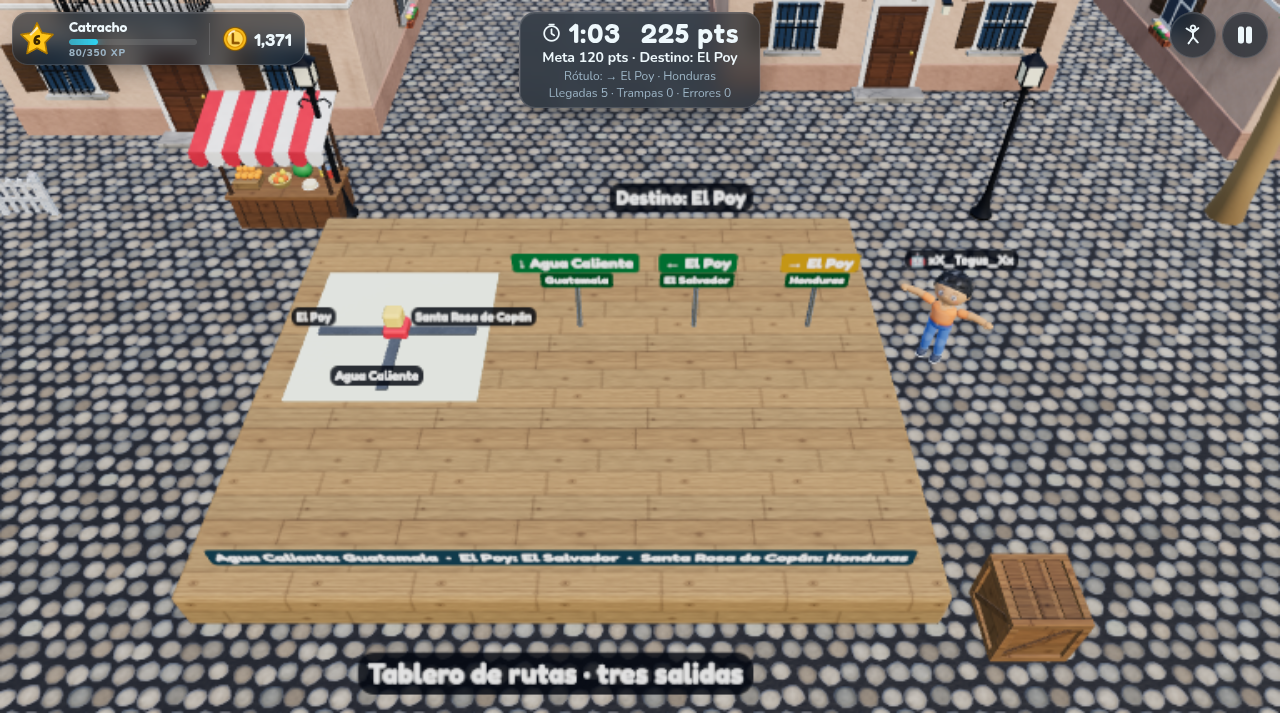 Catracho
6
80/350 XP
L
1,371
1:03 225 pts
Meta 120 pts · Destino: El Poy
Rótulo: → El Poy · Honduras
Llegadas 5 · Trampas 0 · Errores 0
Destino: El Poy
↓ Agua Caliente
Guatemala
← El Poy
El Salvador
→ El Poy
Honduras
xX_Tegus_Xx
El Poy
Santa Rosa de Copán
Agua Caliente
Agua Caliente: Guatemala · El Poy: El Salvador · Santa Rosa de Copán: Honduras
Tablero de rutas · tres salidas